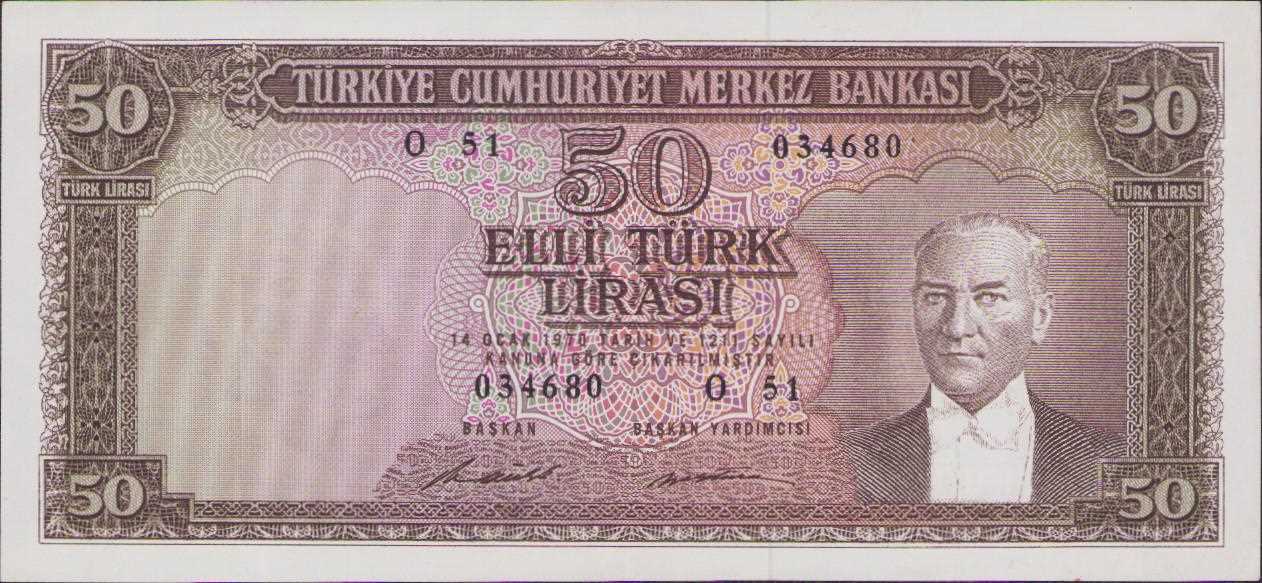 TÜRKİYE CUMHURİYET MERKEZ BANKASI
50 50
O 51 50 034680
TÜRK LİRASI TÜRK LİRASI
ELLİ TÜRK
LİRASI
14 OCAK 1970 TARİH VE 1211 SAYILI
KANUNA GÖRE ÇIKARILMIŞTIR
034680 O 51
BAŞKAN BAŞKAN YARDIMCISI
50 50